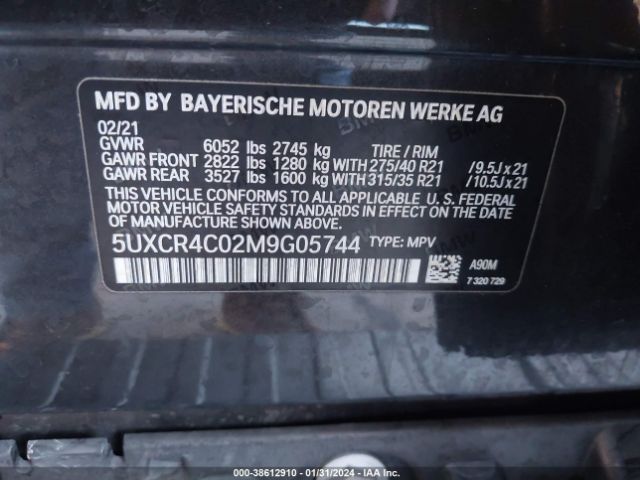 MFD BY BAYERISCHE MOTOREN WERKE AG
02/21
GVWR 6052 lbs 2745 kg TIRE / RIM
GAWR FRONT 2822 lbs 1280 kg WITH 275/40 R21 / 9.5J x 21
GAWR REAR 3527 lbs 1600 kg WITH 315/35 R21 / 10.5J x 21
THIS VEHICLE CONFORMS TO ALL APPLICABLE U. S. FEDERAL
MOTOR VEHICLE SAFETY STANDARDS IN EFFECT ON THE DATE
OF MANUFACTURE SHOWN ABOVE.
5UXCR4C02M9G05744 TYPE: MPV
A90M
7 320 729
000-38612910 - 01/31/2024 - IAA Inc.